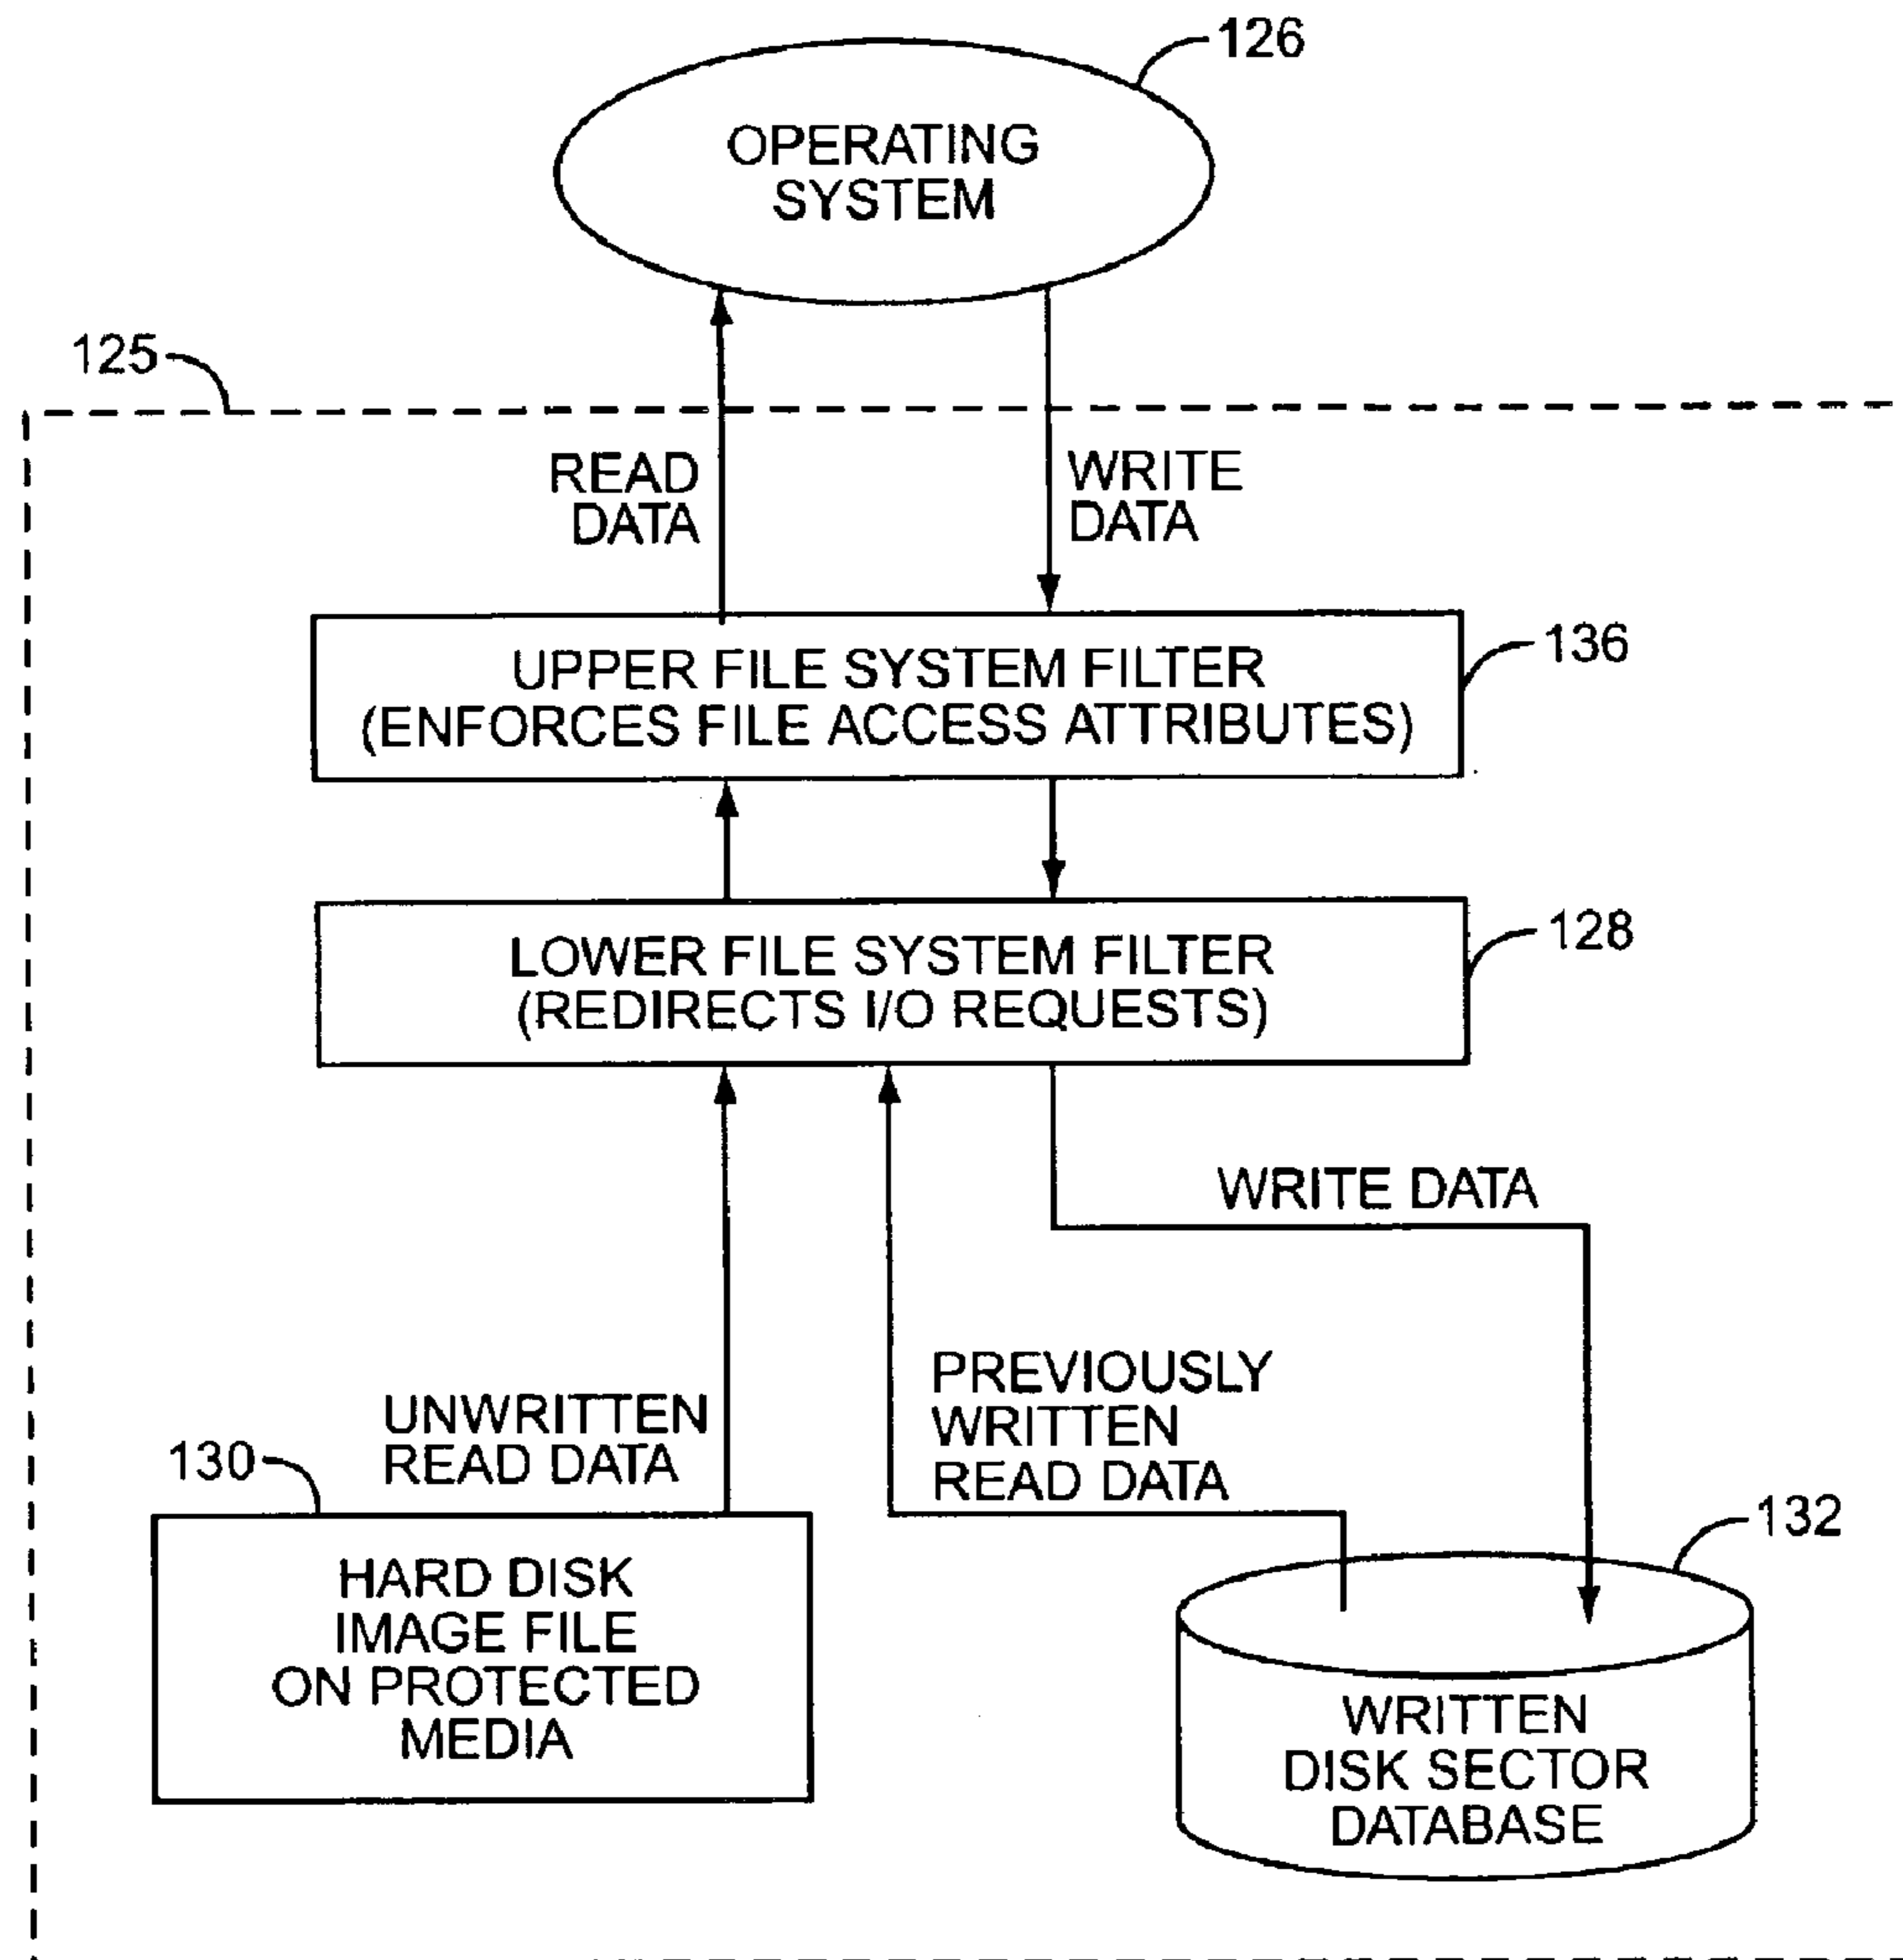 126
OPERATING
SYSTEM
125
READ
DATA
WRITE
DATA
136
UPPER FILE SYSTEM FILTER
(ENFORCES FILE ACCESS ATTRIBUTES)
128
LOWER FILE SYSTEM FILTER
(REDIRECTS I/O REQUESTS)
WRITE DATA
UNWRITTEN
READ DATA
PREVIOUSLY
WRITTEN
READ DATA
130
132
HARD DISK
IMAGE FILE
ON PROTECTED
MEDIA
WRITTEN
DISK SECTOR
DATABASE